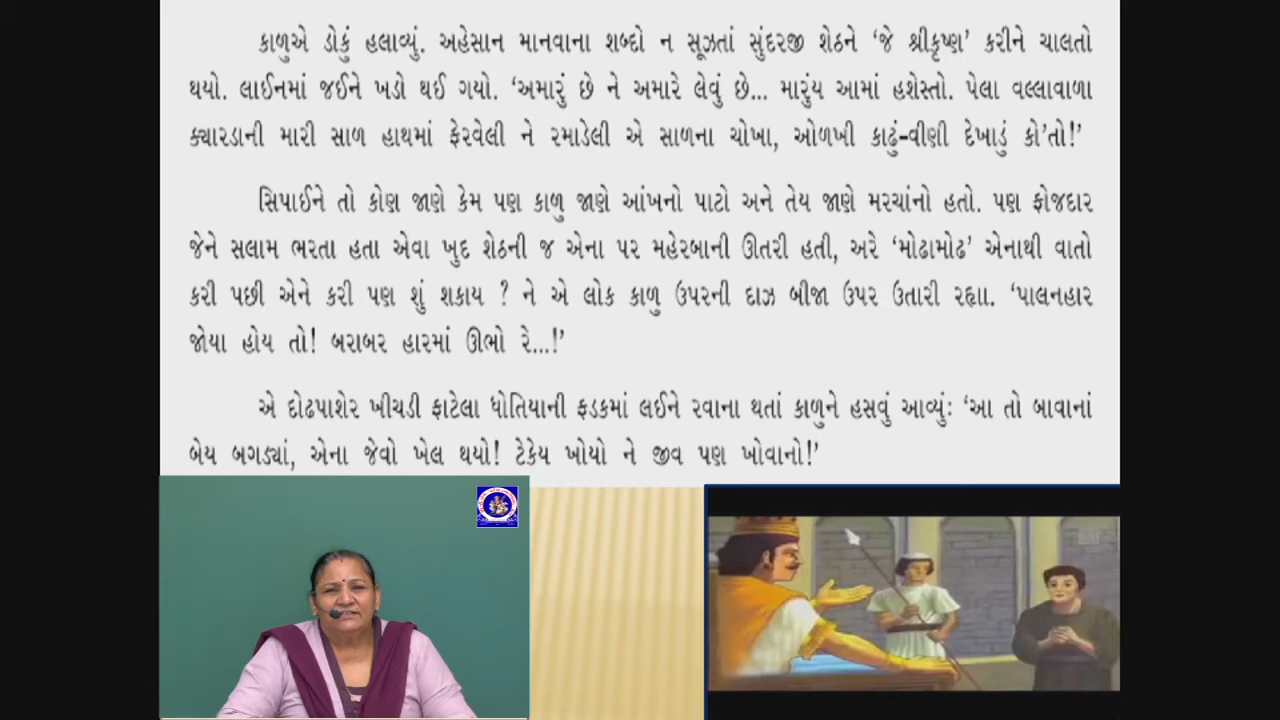 કાળુએ ડોકું હલાવ્યું. અહેસાન માનવાના શબ્દો ન સૂઝતાં સુંદરજી શેઠને ‘જે શ્રીકૃષ્ણ’ કરીને ચાલતો
થયો. લાઈનમાં જઈને ખડો થઈ ગયો. ‘અમારું છે ને અમારે લેવું છે... મારુંય આમાં હશેસ્તો. પેલા વલ્લાવાળા
ક્યારડાની મારી સાળ હાથમાં ફેરવેલી ને રમાડેલી એ સાળના ચોખા, ઓળખી કાઢું-વીણી દેખાડું કો’તો!’
સિપાઈને તો કોણ જાણે કેમ પણ કાળુ જાણે આંખનો પાટો અને તેય જાણે મરચાંનો હતો. પણ ફોજદાર
જેને સલામ ભરતા હતા એવા ખુદ શેઠની જ એના પર મહેરબાની ઊતરી હતી, અરે ‘મોઢામોઢ’ એનાથી વાતો
કરી પછી એને કરી પણ શું શકાય ? ને એ લોક કાળુ ઉપરની દાઝ બીજા ઉપર ઉતારી રહ્યા. ‘પાલનહાર
જોયા હોય તો! બરાબર હારમાં ઊભો રે...!’
એ દોઢપાશેર ખીચડી ફાટેલા ધોતિયાની ફડકમાં લઈને રવાના થતાં કાળુને હસવું આવ્યું: ‘આ તો બાવાનાં
બેય બગડ્યાં, એના જેવો ખેલ થયો! ટેકેય ખોયો ને જીવ પણ ખોવાનો!’